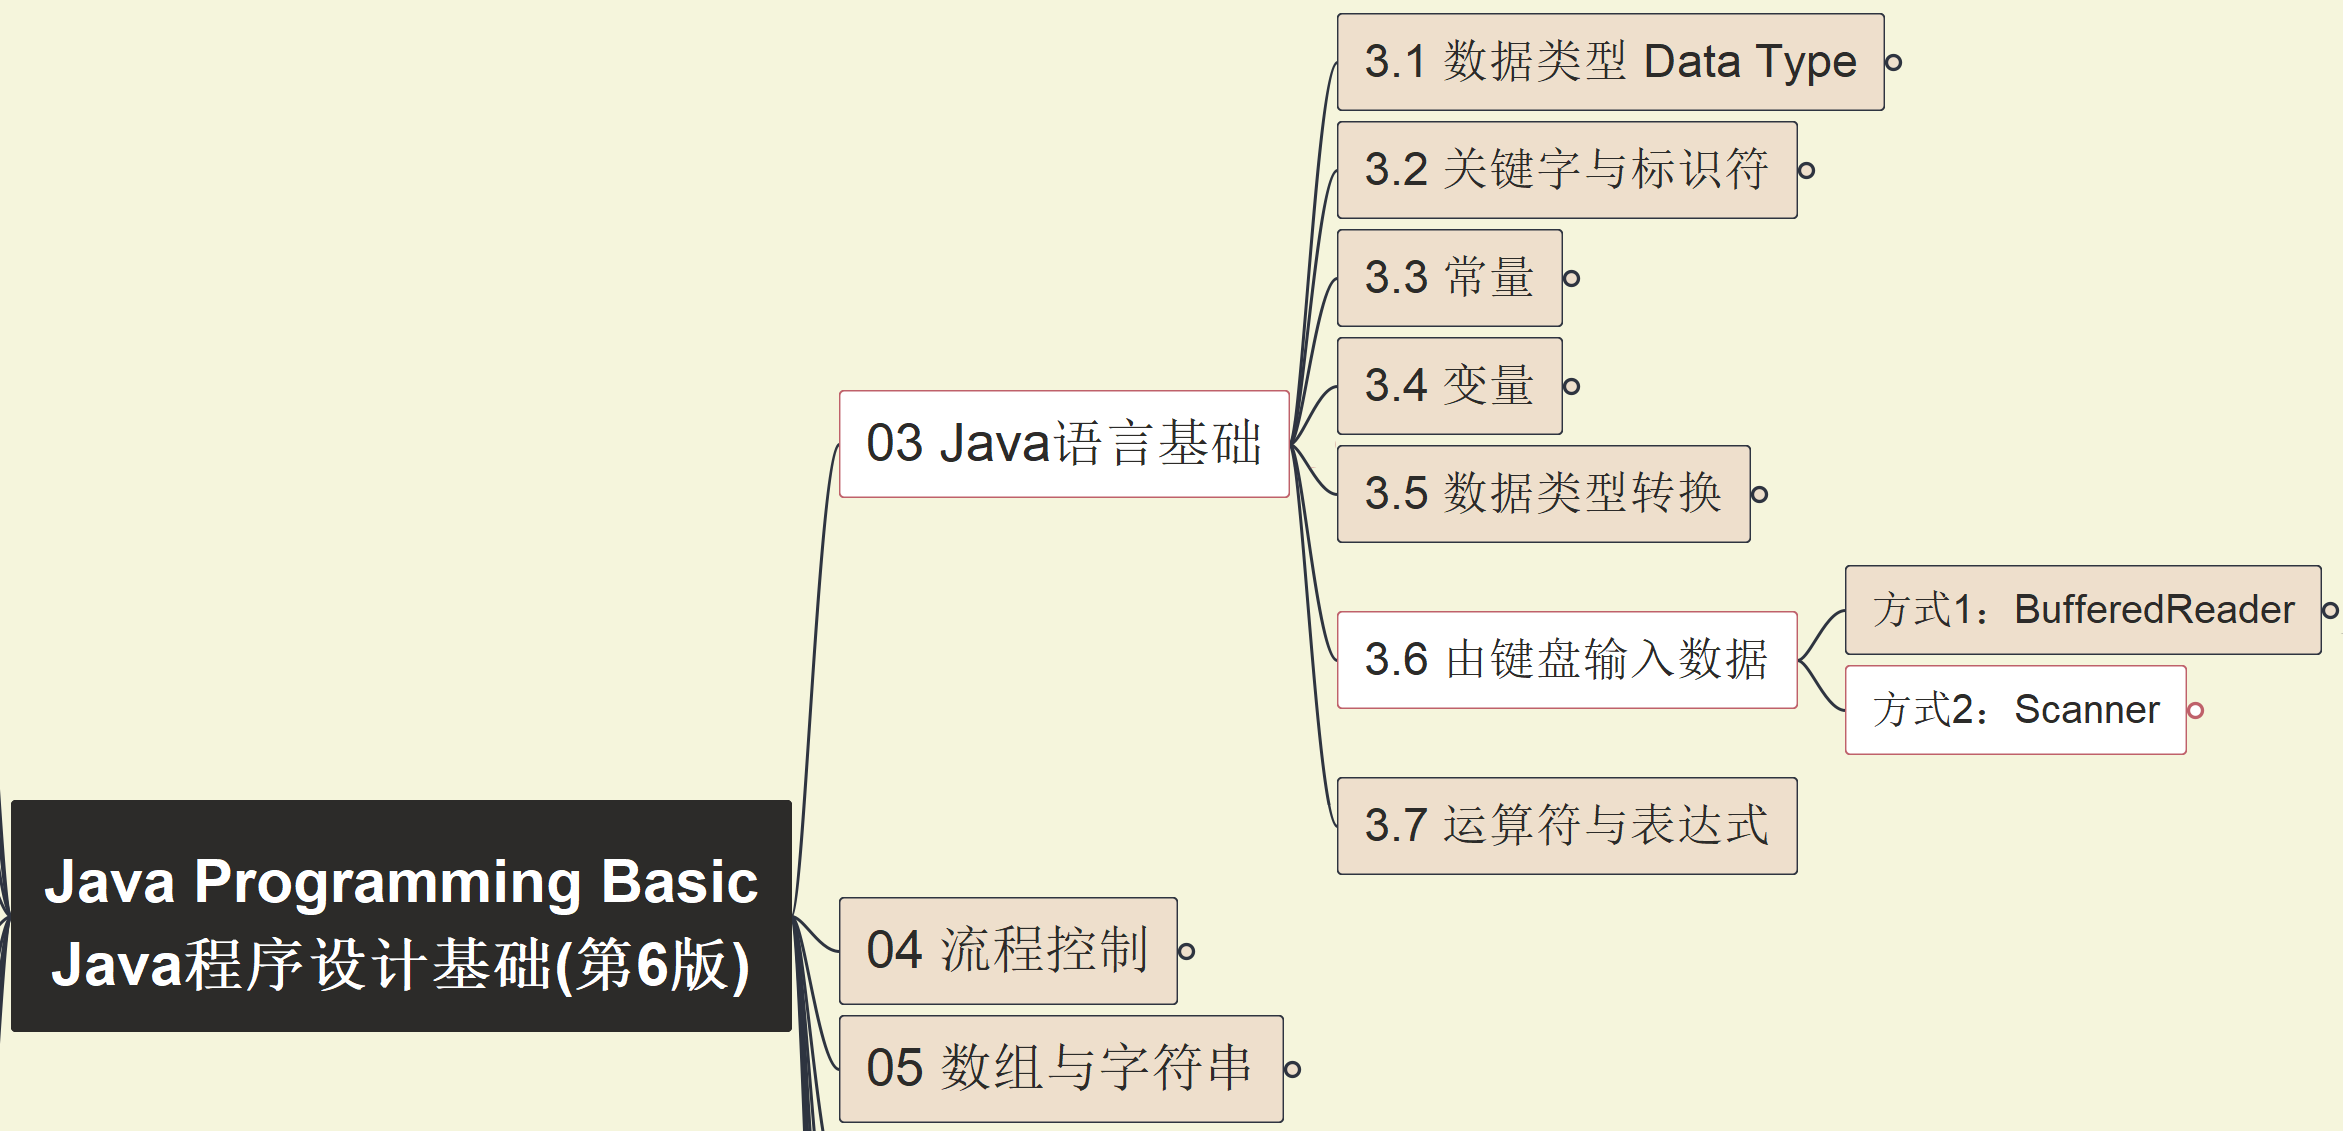 3.1 数据类型 Data Type
3.2 关键字与标识符
3.3 常量
3.4 变量
03 Java语言基础
3.5 数据类型转换
3.6 由键盘输入数据
方式1：BufferedReader
方式2：Scanner
3.7 运算符与表达式
Java Programming Basic
Java程序设计基础(第6版)
04 流程控制
05 数组与字符串